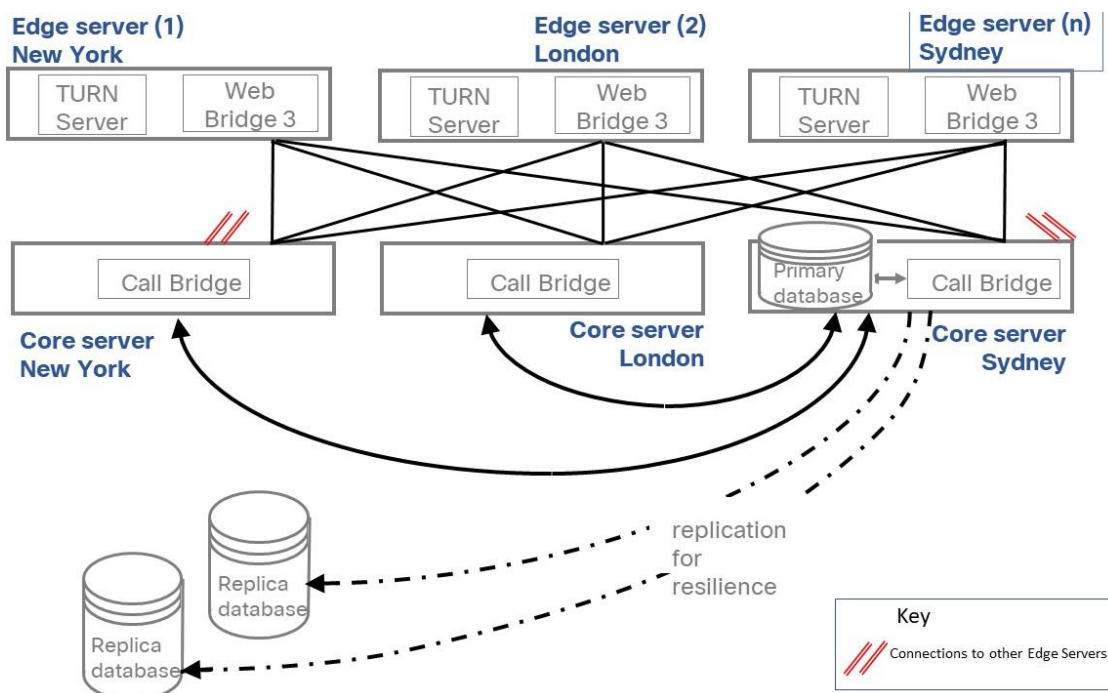 Edge server (1)
New York
Edge server (2)
London
Edge server (n)
Sydney
TURN
Server
Web
Bridge 3
TURN
Server
Web
Bridge 3
TURN
Server
Web
Bridge 3
Call Bridge
Call Bridge
Primary
database
Call Bridge
Core server
New York
Core server
London
Core server
Sydney
replication
for
resilience
Replica
database
Replica
database
Key
Connections to other Edge Servers